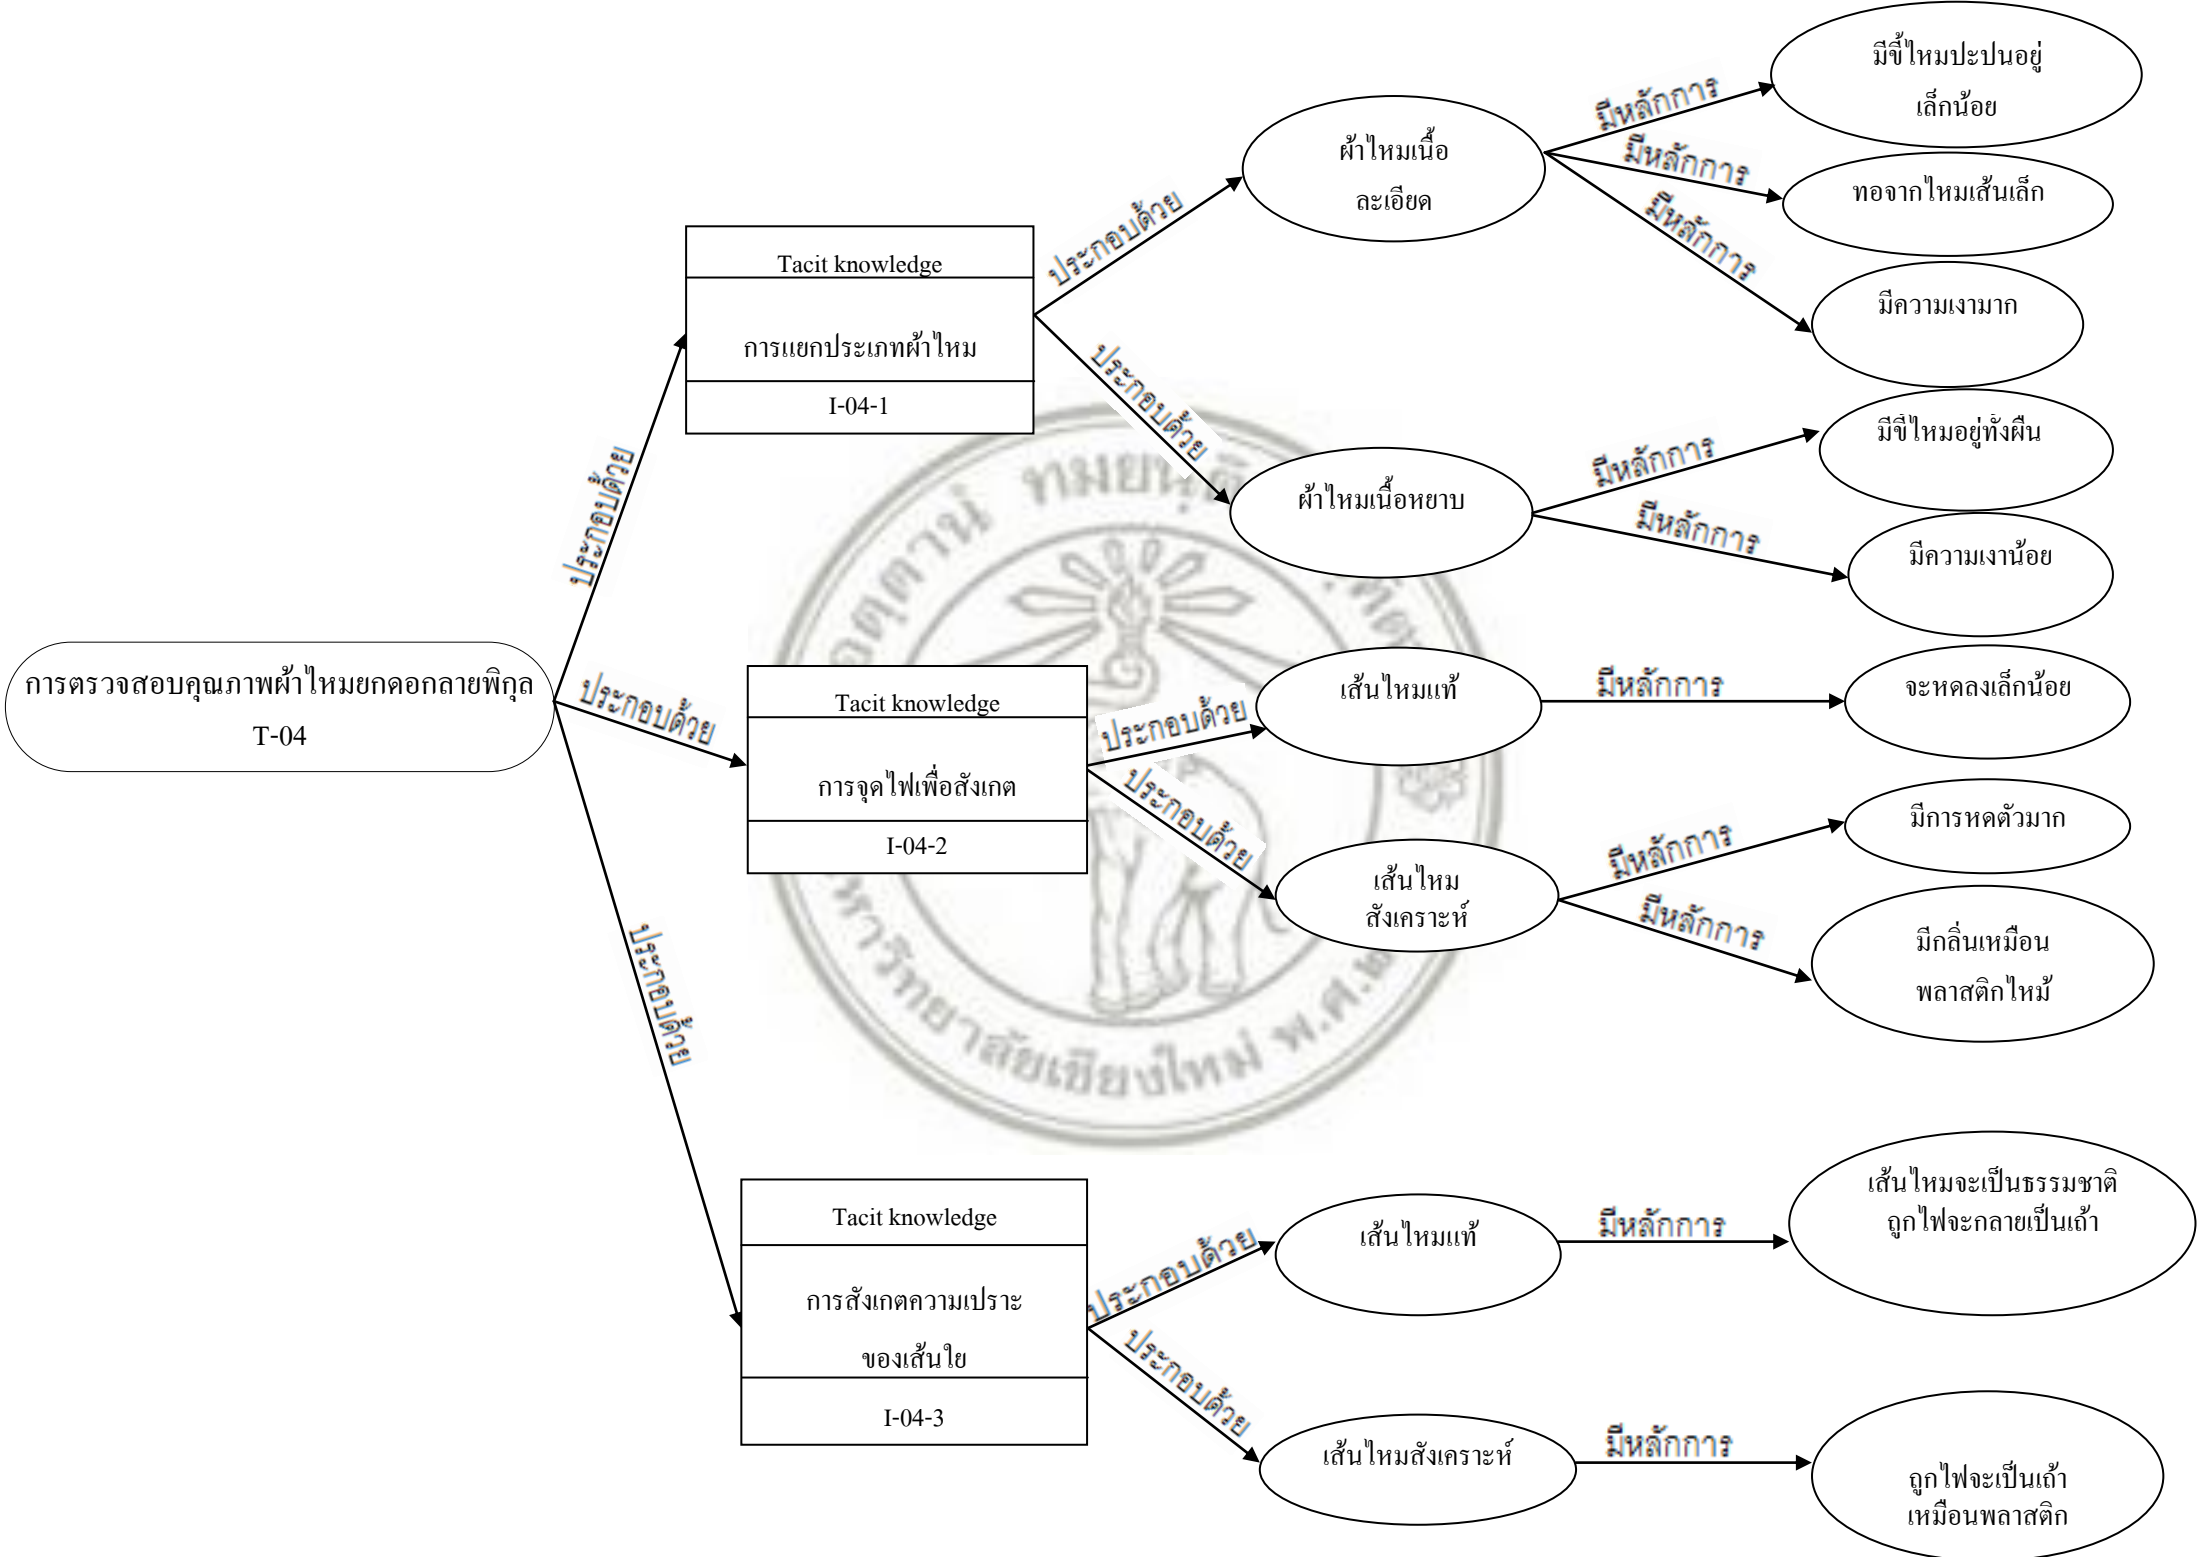 การตรวจสอบคุณภาพผ้าไหมยกดอกลายพิกุล
T-04
ประกอบด้วย
Tacit knowledge
การแยกประเภทผ้าไหม
I-04-1
ประกอบด้วย
ผ้าไหมเนื้อ
ละเอียด
มีหลักการ
มีขี้ไหมปะปนอยู่
เล็กน้อย
มีหลักการ
ทอจากไหมเส้นเล็ก
มีหลักการ
มีความเงามาก
ประกอบด้วย
ผ้าไหมเนื้อหยาบ
มีหลักการ
มีขี้ไหมอยู่ทั้งผืน
มีหลักการ
มีความเงาน้อย
ประกอบด้วย
Tacit knowledge
การจุดไฟเพื่อสังเกต
I-04-2
ประกอบด้วย
เส้นไหมแท้
มีหลักการ
จะหดลงเล็กน้อย
ประกอบด้วย
เส้นไหม
สังเคราะห์
มีหลักการ
มีการหดตัวมาก
มีหลักการ
มีกลิ่นเหมือน
พลาสติกไหม้
ประกอบด้วย
Tacit knowledge
การสังเกตความเปราะ
ของเส้นใย
I-04-3
ประกอบด้วย
เส้นไหมแท้
มีหลักการ
เส้นไหมจะเป็นธรรมชาติ
ถูกไฟจะกลายเป็นเถ้า
ประกอบด้วย
เส้นไหมสังเคราะห์
มีหลักการ
ถูกไฟจะเป็นเถ้า
เหมือนพลาสติก